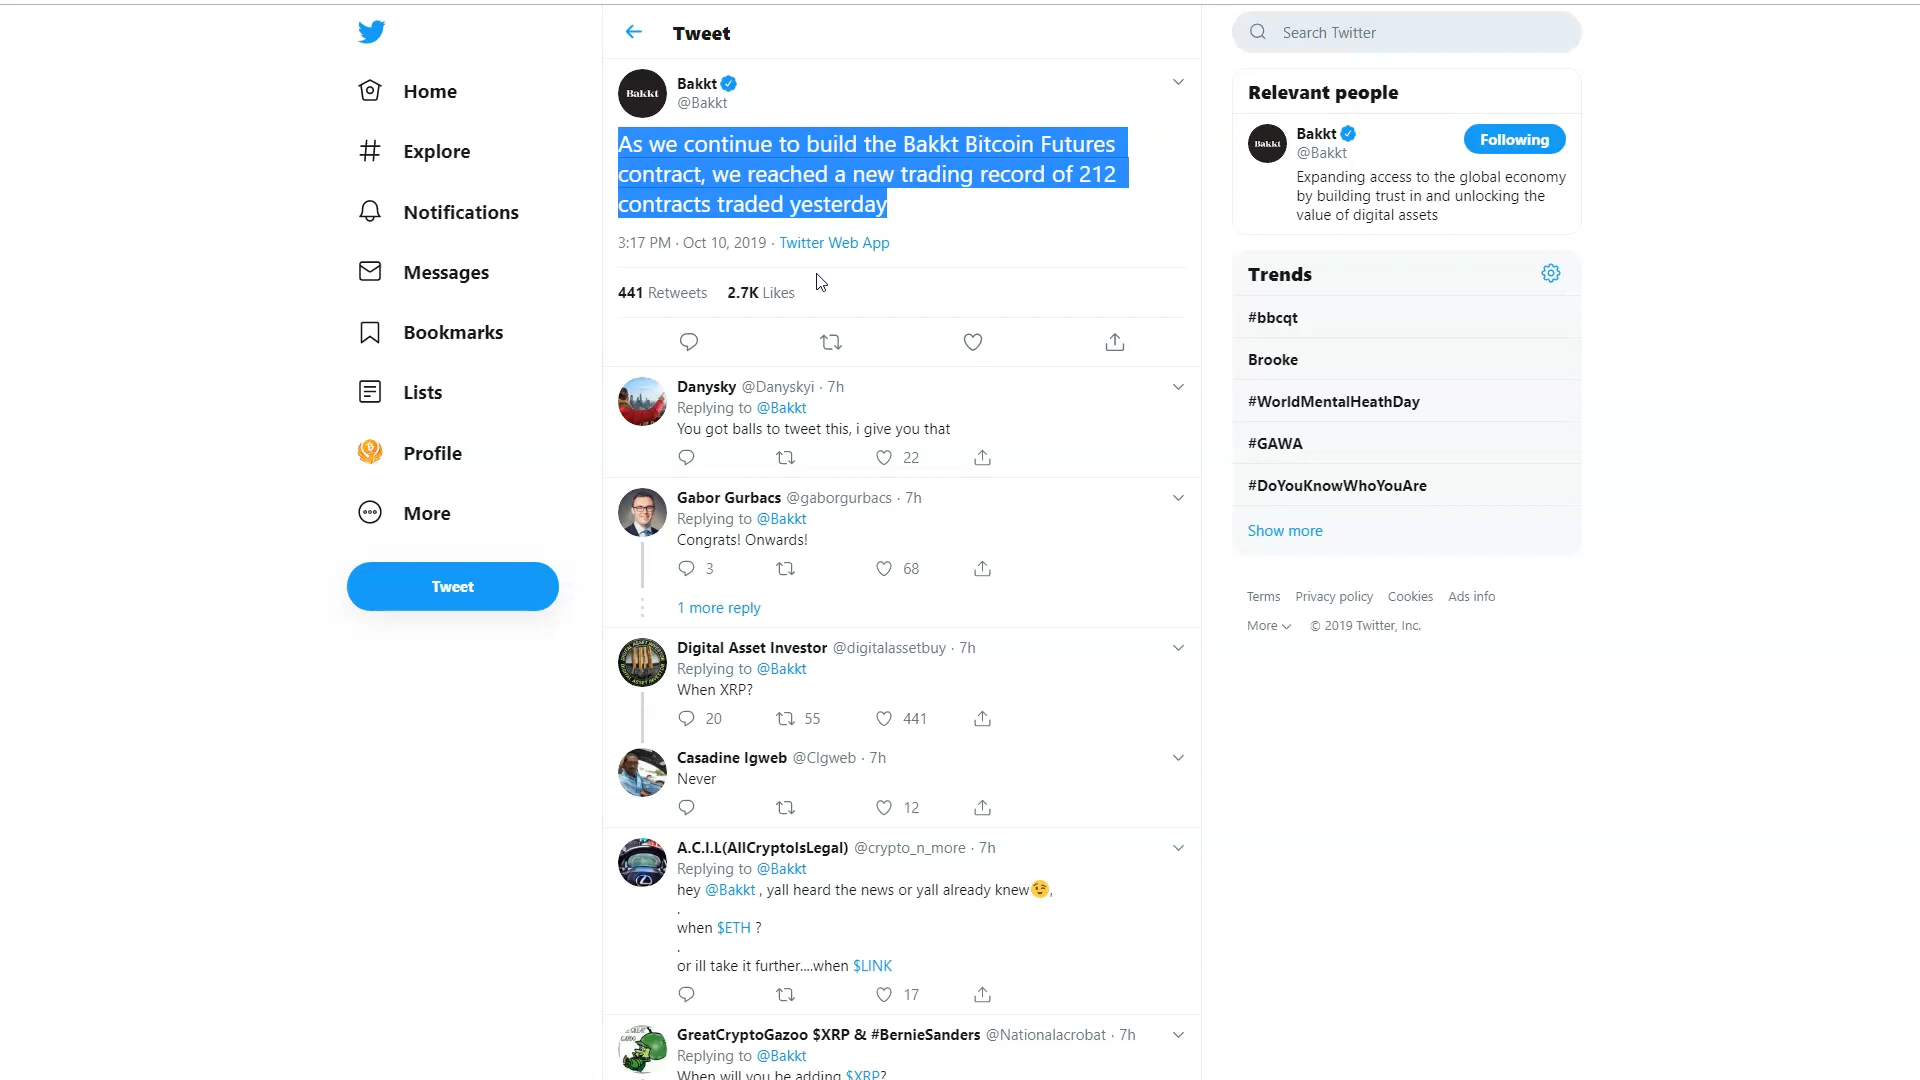 Home
Explore
Notifications
Messages
Bookmarks
Lists
Profile
More
Tweet
Tweet
Bakkt
Bakkt
@Bakkt
As we continue to build the Bakkt Bitcoin Futures
contract, we reached a new trading record of 212
contracts traded yesterday
3:17 PM · Oct 10, 2019 · Twitter Web App
441 Retweets 2.7K Likes
Danysky @Danyskyi · 7h
Replying to @Bakkt
You got balls to tweet this, i give you that
22
Gabor Gurbacs @gaborgurbacs · 7h
Replying to @Bakkt
Congrats! Onwards!
3 68
1 more reply
Digital Asset Investor @digitalassetbuy · 7h
Replying to @Bakkt
When XRP?
20 55 441
Casadine Igweb @CIgweb · 7h
Never
12
A.C.I.L(AllCryptoIsLegal) @crypto_n_more · 7h
Replying to @Bakkt
hey @Bakkt , yall heard the news or yall already knew😉,
.
when $ETH ?
.
or ill take it further....when $LINK
17
GreatCryptoGazoo $XRP & #BernieSanders @Nationalacrobat · 7h
Replying to @Bakkt
When will you be adding $XRP?
Search Twitter
Relevant people
Bakkt
Bakkt
@Bakkt
Following
Expanding access to the global economy
by building trust in and unlocking the
value of digital assets
Trends
#bbcqt
Brooke
#WorldMentalHeathDay
#GAWA
#DoYouKnowWhoYouAre
Show more
Terms Privacy policy Cookies Ads info
More © 2019 Twitter, Inc.